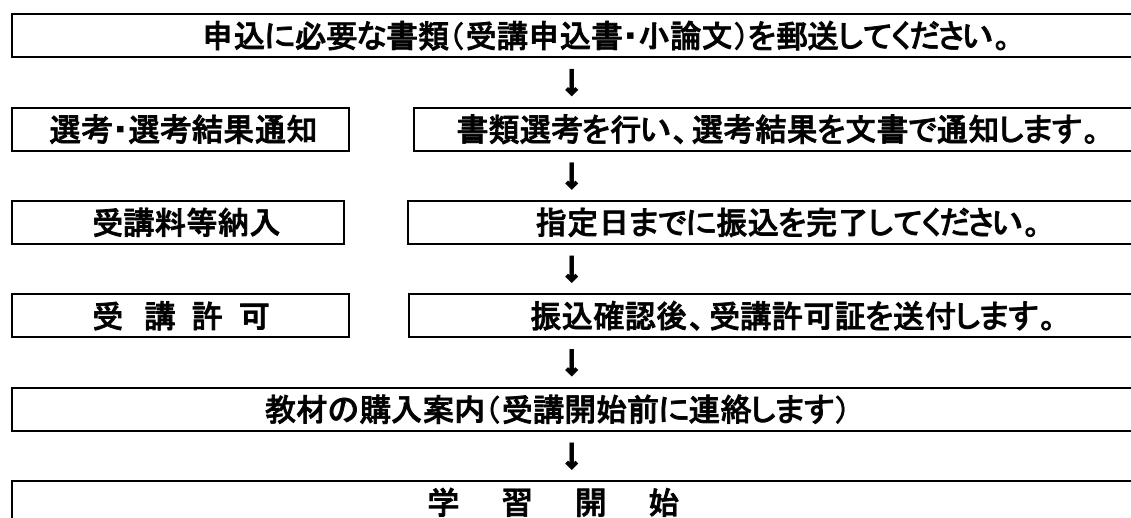 申込に必要な書類(受講申込書・小論文)を郵送してください。
↓
選考・選考結果通知 書類選考を行い、選考結果を文書で通知します。
↓
受講料等納入 指定日までに振込を完了してください。
↓
受 講 許 可 振込確認後、受講許可証を送付します。
↓
教材の購入案内(受講開始前に連絡します)
↓
学 習 開 始